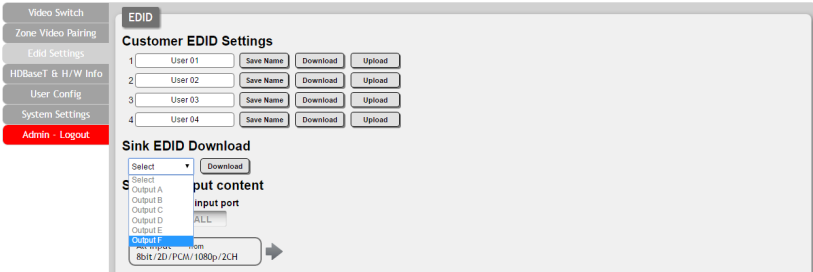 Video Switch
Zone Video Pairing
Edid Settings
HDBaseT & H/W Info
User Config
System Settings
Admin - Logout
EDID
Customer EDID Settings
1 User 01 Save Name Download Upload
2 User 02 Save Name Download Upload
3 User 03 Save Name Download Upload
4 User 04 Save Name Download Upload
Sink EDID Download
Select Download
Select
Output A
Output B
Output C
Output D
Output E
Output F
S put content
input port
ALL
All input from
8bit/2D/PCM/1080p/2CH